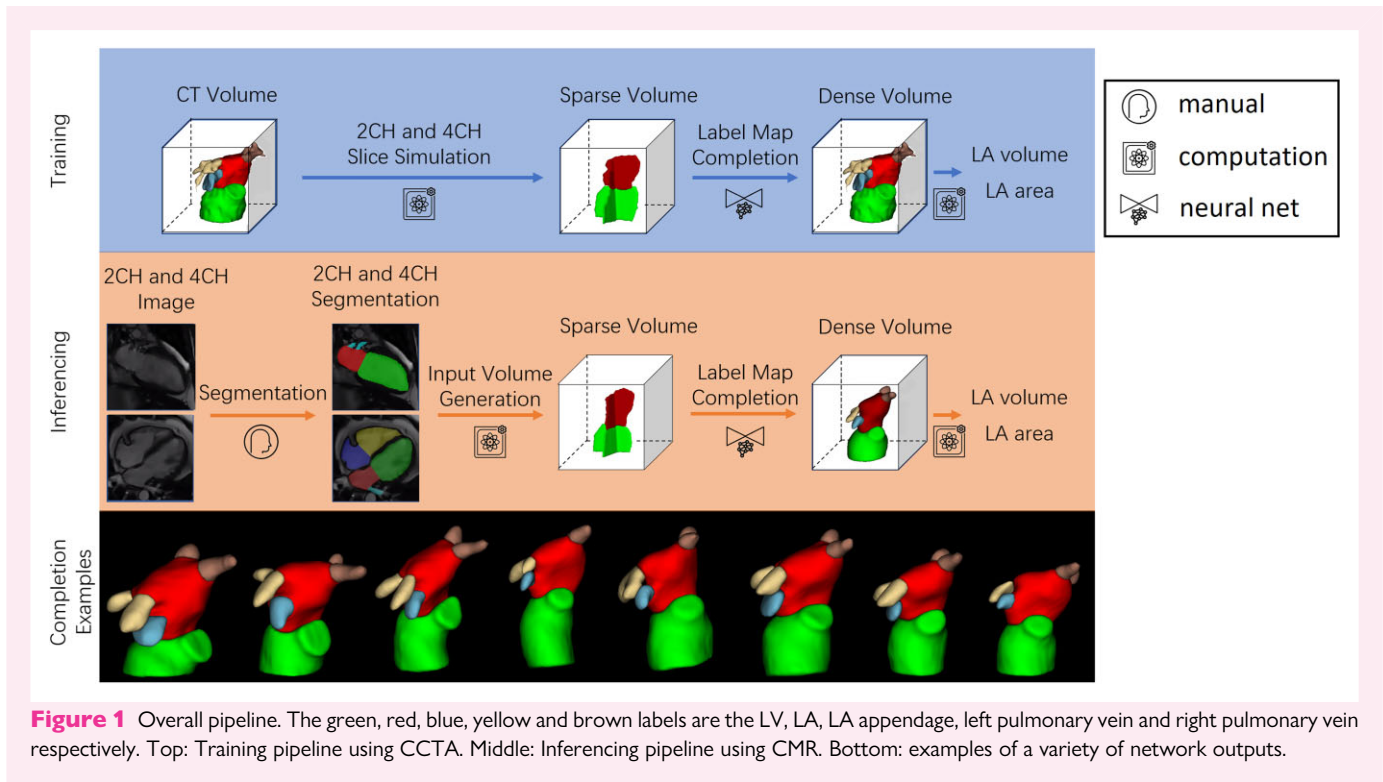 Training
CT Volume
2CH and 4CH
Slice Simulation
Sparse Volume
Label Map
Completion
Dense Volume
LA volume
LA area
manual
computation
neural net
Inferencing
2CH and 4CH
Image
Segmentation
2CH and 4CH
Segmentation
Input Volume
Generation
Sparse Volume
Label Map
Completion
Dense Volume
LA volume
LA area
Completion
Examples
Figure 1 Overall pipeline. The green, red, blue, yellow and brown labels are the LV, LA, LA appendage, left pulmonary vein and right pulmonary vein
respectively. Top: Training pipeline using CCTA. Middle: Inferencing pipeline using CMR. Bottom: examples of a variety of network outputs.